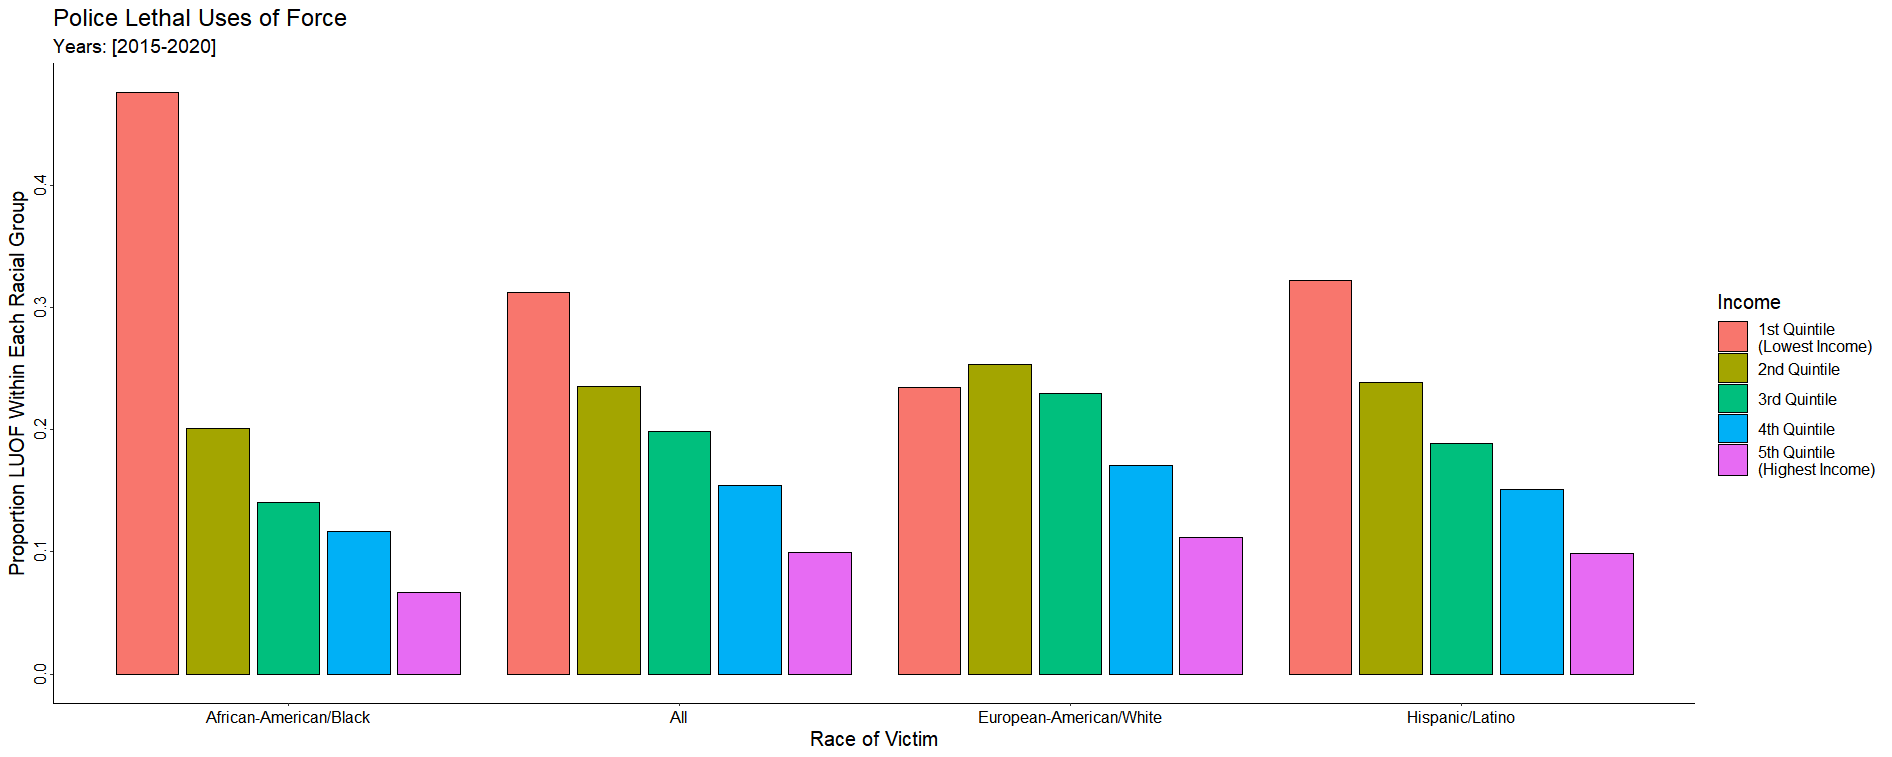 Police Lethal Uses of Force
Years: [2015-2020]
Proportion LUOF Within Each Racial Group
0.4
0.3
0.2
0.1
0.0
African-American/Black
All
European-American/White
Hispanic/Latino
Race of Victim
Income
1st Quintile
(Lowest Income)
2nd Quintile
3rd Quintile
4th Quintile
5th Quintile
(Highest Income)